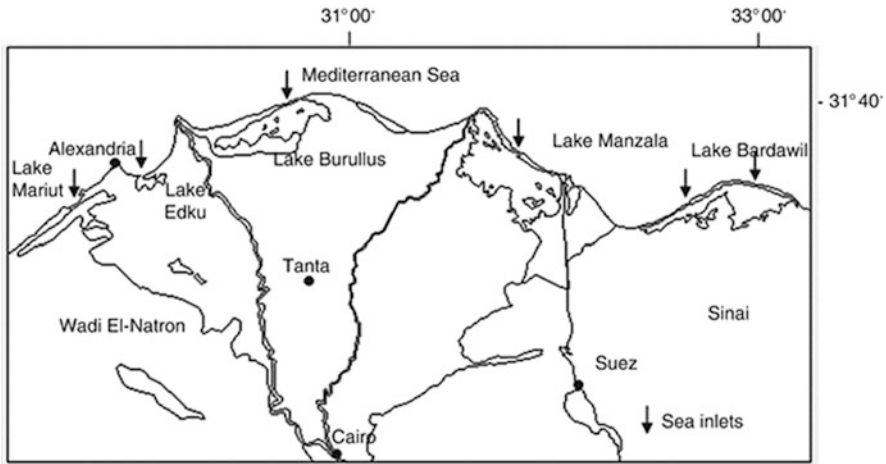 31°00'
33°00'
Mediterranean Sea
31°40'
Alexandria
Lake Manzala
Lake Burullus
Lake Bardawil
Lake
Mariut
Lake
Edku
Tanta
Wadi El-Natron
Sinai
Suez
Sea inlets
Cairo